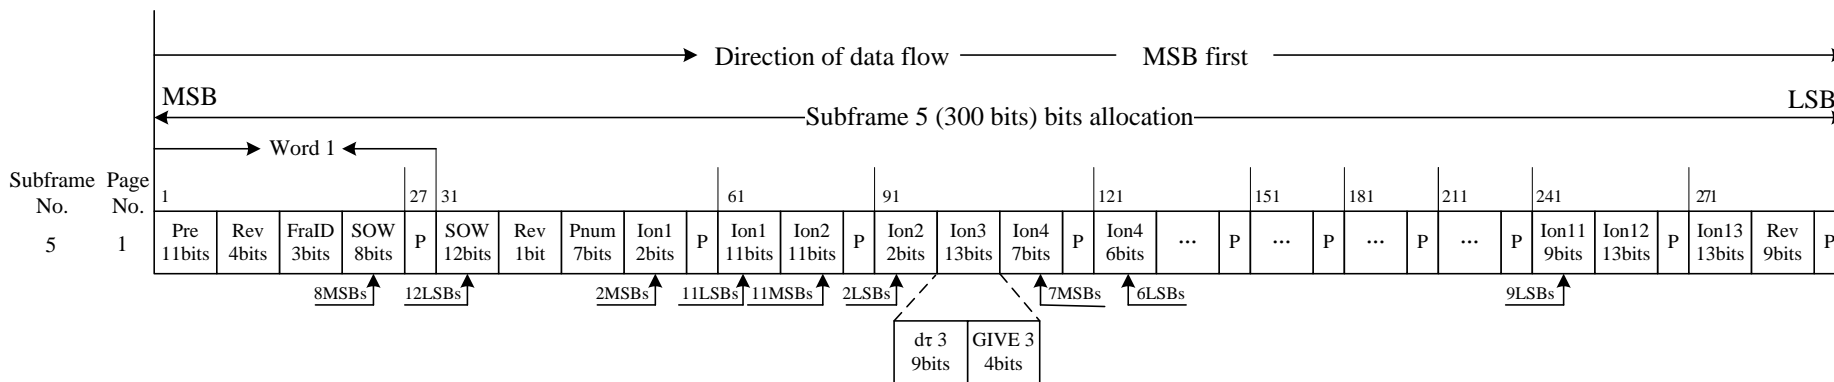 Direction of data flow MSB first
MSB LSB
Subframe 5 (300 bits) bits allocation
Word 1
Subframe Page
No. No.
1 27 31 61 91 121 151 181 211 241 271
Pre Rev FraID SOW P SOW Rev Pnum Ion1 P Ion1 Ion2 P Ion2 Ion3 Ion4 P Ion4 ... P ... P ... P ... P Ion11 Ion12 P Ion13 Rev P
5 1 11bits 4bits 3bits 8bits 12bits 1bit 7bits 2bits 11bits 11bits 2bits 13bits 7bits 6bits 9bits 13bits 13bits 9bits
8MSBs 12LSBs 2MSBs 11LSBs 11MSBs 2LSBs 7MSBs 6LSBs 9LSBs
dτ 3 GIVE 3
9bits 4bits